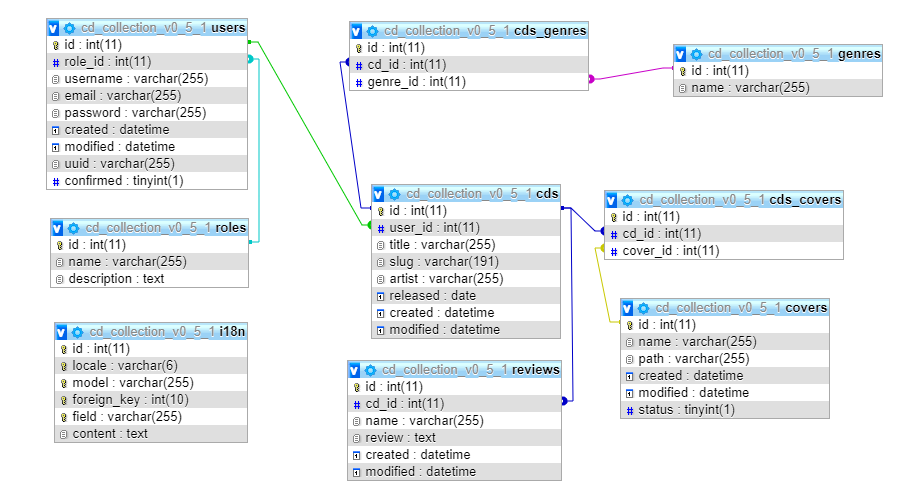 cd_collection_v0_5_1 users
id : int(11)
role_id : int(11)
username : varchar(255)
email : varchar(255)
password : varchar(255)
created : datetime
modified : datetime
uuid : varchar(255)
confirmed : tinyint(1)
cd_collection_v0_5_1 roles
id : int(11)
name : varchar(255)
description : text
cd_collection_v0_5_1 i18n
id : int(11)
locale : varchar(6)
model : varchar(255)
foreign_key : int(10)
field : varchar(255)
content : text
cd_collection_v0_5_1 cds_genres
id : int(11)
cd_id : int(11)
genre_id : int(11)
cd_collection_v0_5_1 cds
id : int(11)
user_id : int(11)
title : varchar(255)
slug : varchar(191)
artist : varchar(255)
released : date
created : datetime
modified : datetime
cd_collection_v0_5_1 reviews
id : int(11)
cd_id : int(11)
name : varchar(255)
review : text
created : datetime
modified : datetime
cd_collection_v0_5_1 genres
id : int(11)
name : varchar(255)
cd_collection_v0_5_1 cds_covers
id : int(11)
cd_id : int(11)
cover_id : int(11)
cd_collection_v0_5_1 covers
id : int(11)
name : varchar(255)
path : varchar(255)
created : datetime
modified : datetime
status : tinyint(1)